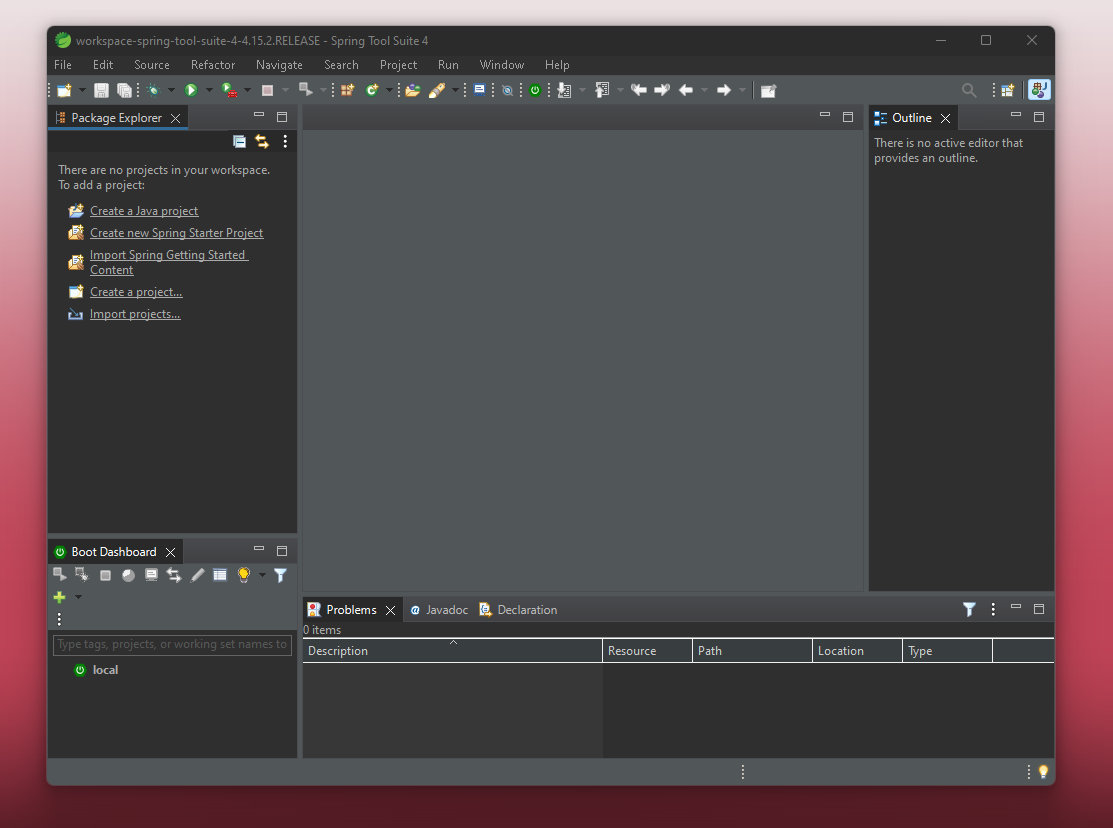 workspace-spring-tool-suite-4-4.15.2.RELEASE - Spring Tool Suite 4
File Edit Source Refactor Navigate Search Project Run Window Help
Package Explorer
There are no projects in your workspace.
To add a project:
Create a Java project
Create new Spring Starter Project
Import Spring Getting Started
Content
Create a project...
Import projects...
Outline
There is no active editor that
provides an outline.
Boot Dashboard
Type tags, projects, or working set names to
local
Problems Javadoc Declaration
0 items
Description Resource Path Location Type